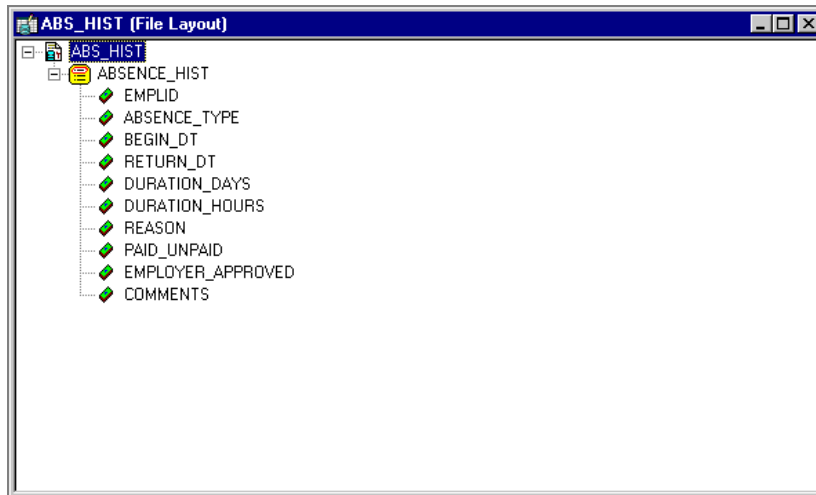 ABS_HIST (File Layout)
ABS_HIST
ABSENCE_HIST
EMPLID
ABSENCE_TYPE
BEGIN_DT
RETURN_DT
DURATION_DAYS
DURATION_HOURS
REASON
PAID_UNPAID
EMPLOYER_APPROVED
COMMENTS